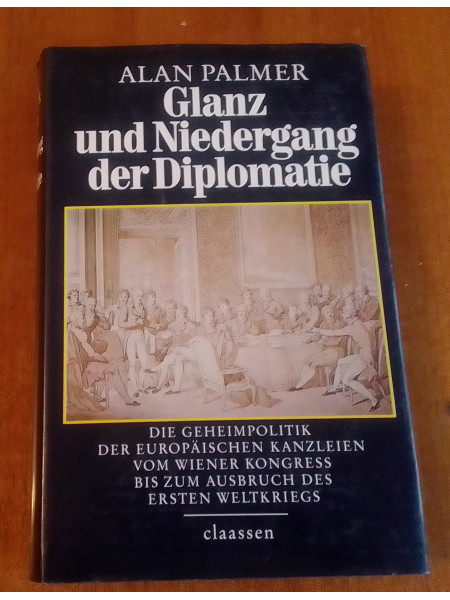 ALAN PALMER
Glanz
und Niedergang
der Diplomatie
DIE GEHEIMPOLITIK
DER EUROPÄISCHEN KANZLEIEN
VOM WIENER KONGRESS
BIS ZUM AUSBRUCH DES
ERSTEN WELTKRIEGS
claassen